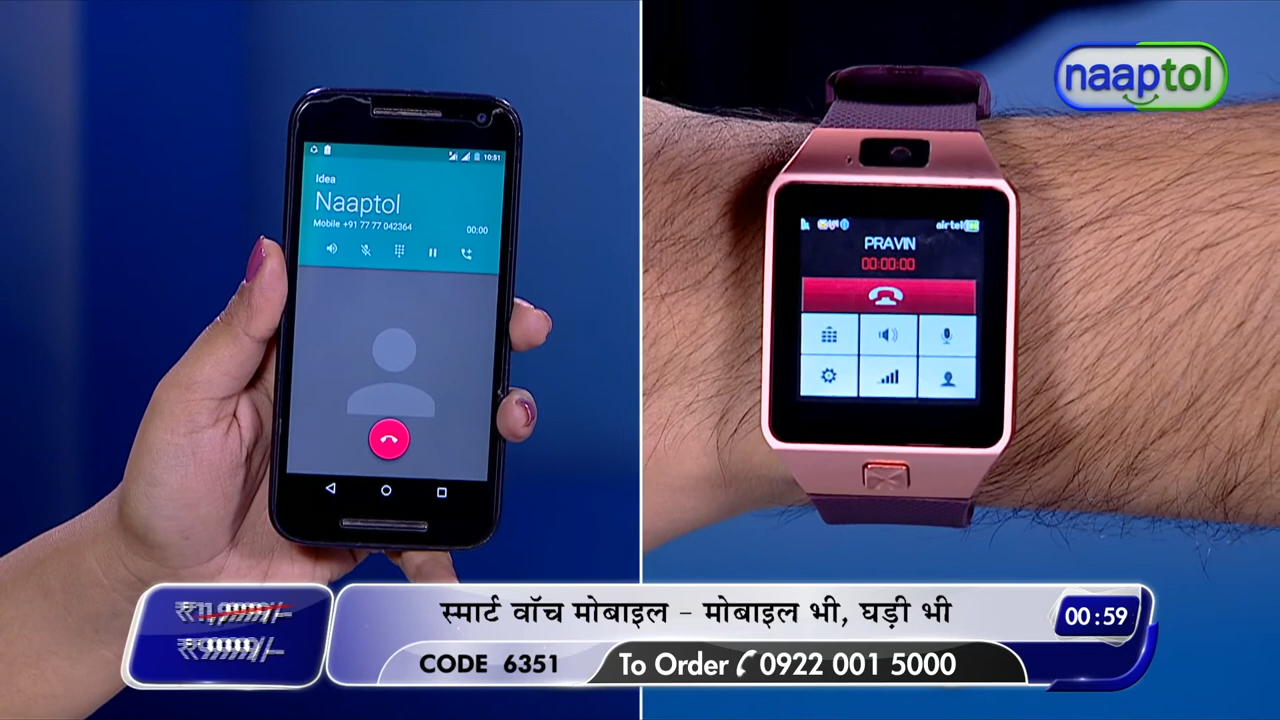 naaptol
10:51
Idea
Naaptol
Mobile +91 77 77 042364
00:00
airtel
PRAVIN
00:00:00
स्मार्ट वॉच मोबाइल - मोबाइल भी, घड़ी भी
00:59
CODE 6351
To Order 0922 001 5000